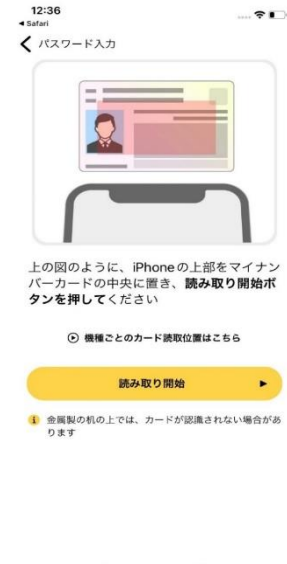 12:36
◀ Safari
パスワード入力
上の図のように、iPhoneの上部をマイナン
バーカードの中央に置き、読み取り開始ボ
タンを押してください
機種ごとのカード読取位置はこちら
読み取り開始
金属製の机の上では、カードが認識されない場合があ
ります